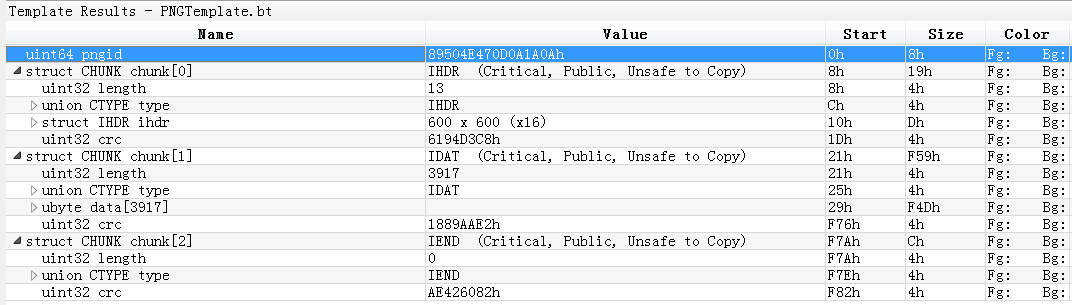 Template Results - PNGTemplate.bt
Name Value Start Size Color
uint64 pngid 89504E470D0A1A0Ah 0h 8h Fg: Bg:
struct CHUNK chunk[0] IHDR (Critical, Public, Unsafe to Copy) 8h 19h Fg: Bg:
uint32 length 13 8h 4h Fg: Bg:
union CTYPE type IHDR Ch 4h Fg: Bg:
struct IHDR ihdr 600 x 600 (x16) 10h Dh Fg: Bg:
uint32 crc 6194D3C8h 1Dh 4h Fg: Bg:
struct CHUNK chunk[1] IDAT (Critical, Public, Unsafe to Copy) 21h F59h Fg: Bg:
uint32 length 3917 21h 4h Fg: Bg:
union CTYPE type IDAT 25h 4h Fg: Bg:
ubyte data[3917] 29h F4Dh Fg: Bg:
uint32 crc 1889AAE2h F76h 4h Fg: Bg:
struct CHUNK chunk[2] IEND (Critical, Public, Unsafe to Copy) F7Ah Ch Fg: Bg:
uint32 length 0 F7Ah 4h Fg: Bg:
union CTYPE type IEND F7Eh 4h Fg: Bg:
uint32 crc AE426082h F82h 4h Fg: Bg: